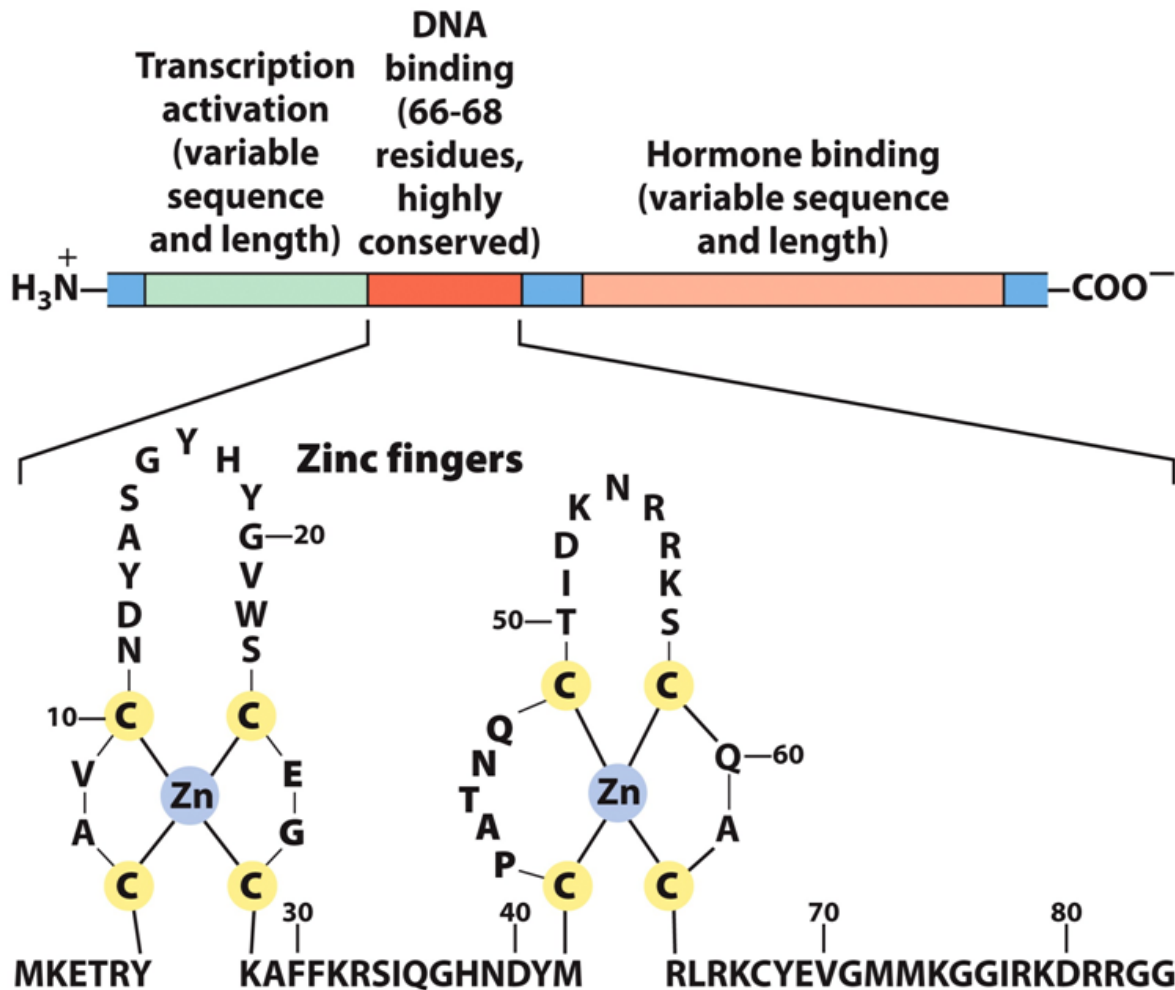 Transcription
activation
(variable
sequence
and length)
DNA
binding
(66-68
residues,
highly
conserved)
Hormone binding
(variable sequence
and length)
H₃N⁺
COO⁻
Zinc fingers
G Y H
S Y
A G—20
Y V
D W
N S
10—C C
V E
Zn
A G
C C
K N R
D R
I K
50—T S
C C
Q
N Q—60
T Zn
A A
P
C C
30 40 70 80
MKETRY KAFFKRSIQGHNDYM RLRKCYEVGMMKGGIRKDRRGG